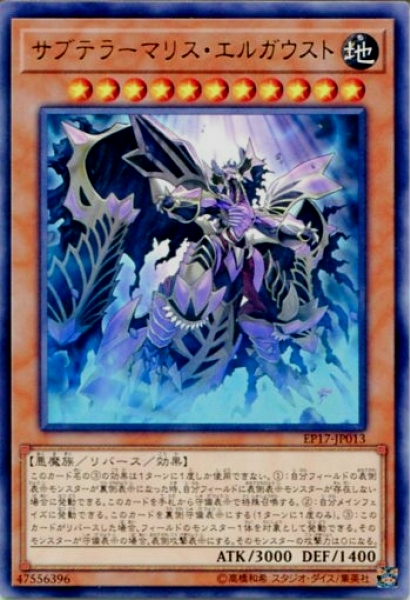 サブテラーマリス・エルガウスト
地
EP17-JP013
【悪魔族／リバース／効果】
このカード名の③の効果は1ターンに1度しか使用できない。①：自分フィールドの表側
表示モンスターが裏側表示になった時、自分フィールドに表側表示モンスターが存在しない
場合に発動できる。このカードを手札から守備表示で特殊召喚する。②：自分メインフェ
イズに発動できる。このカードを裏側守備表示にする(1ターンに1度のみ)。③：この
カードがリバースした場合、フィールドのモンスター1体を対象として発動できる。その
モンスターが守備表示の場合、表側攻撃表示にする。そのモンスターの攻撃力は0になる。
ATK/3000 DEF/1400
47556396
©高橋和希 スタジオ・ダイス/集英社